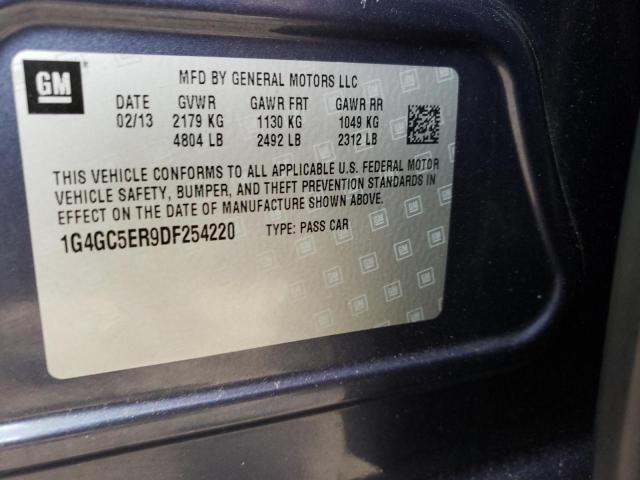 GM
MFD BY GENERAL MOTORS LLC
DATE GVWR GAWR FRT GAWR RR
02/13 2179 KG 1130 KG 1049 KG
4804 LB 2492 LB 2312 LB
THIS VEHICLE CONFORMS TO ALL APPLICABLE U.S. FEDERAL MOTOR
VEHICLE SAFETY, BUMPER, AND THEFT PREVENTION STANDARDS IN
EFFECT ON THE DATE OF MANUFACTURE SHOWN ABOVE.
1G4GC5ER9DF254220 TYPE: PASS CAR